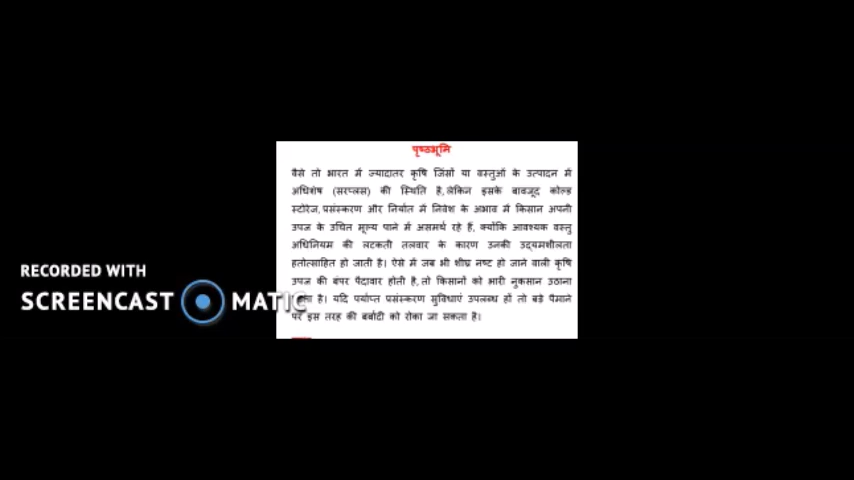 पृष्ठभूमि
वैसे तो भारत में ज्यादातर कृषि जिंसों या वस्तुओं के उत्पादन में
अधिशेष (सरप्लस) की स्थिति है, लेकिन इसके बावजूद कोल्ड
स्टोरेज, प्रसंस्करण और निर्यात में निवेश के अभाव में किसान अपनी
उपज के उचित मूल्य पाने में असमर्थ रहे हैं, क्योंकि आवश्यक वस्तु
अधिनियम की लटकती तलवार के कारण उनकी उद्यमशीलता
हतोत्साहित हो जाती है। ऐसे में जब भी शीघ्र नष्ट हो जाने वाली कृषि
उपज की बंपर पैदावार होती है, तो किसानों को भारी नुकसान उठाना
है। यदि पर्याप्त प्रसंस्करण सुविधाएं उपलब्ध हों तो बड़े पैमाने
पर इस तरह की बर्बादी को रोका जा सकता है।
RECORDED WITH
SCREENCAST MATIC